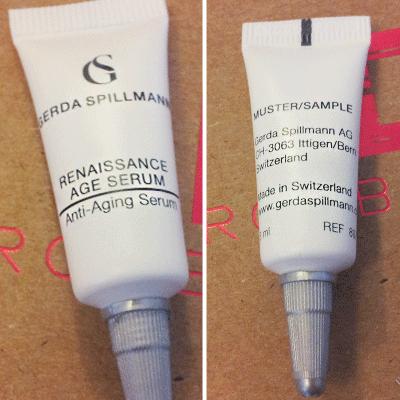 GS
GERDA SPILLMANN
RENAISSANCE
AGE SERUM
Anti-Aging Serum
MUSTER/SAMPLE
Gerda Spillmann AG
CH-3063 Ittigen/Bern
Switzerland
Made in Switzerland
www.gerdaspillmann.c
ml
REF